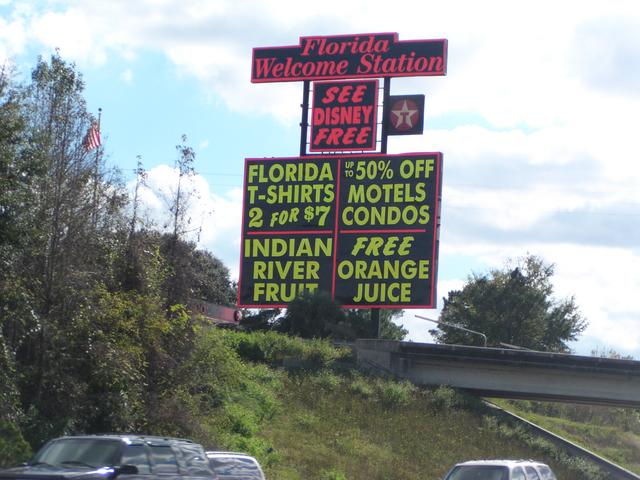 Florida
Welcome Station
SEE
DISNEY
FREE
T
FLORIDA
T-SHIRTS
2 FOR $7
UP TO 50% OFF
MOTELS
CONDOS
INDIAN
RIVER
FRUIT
FREE
ORANGE
JUICE